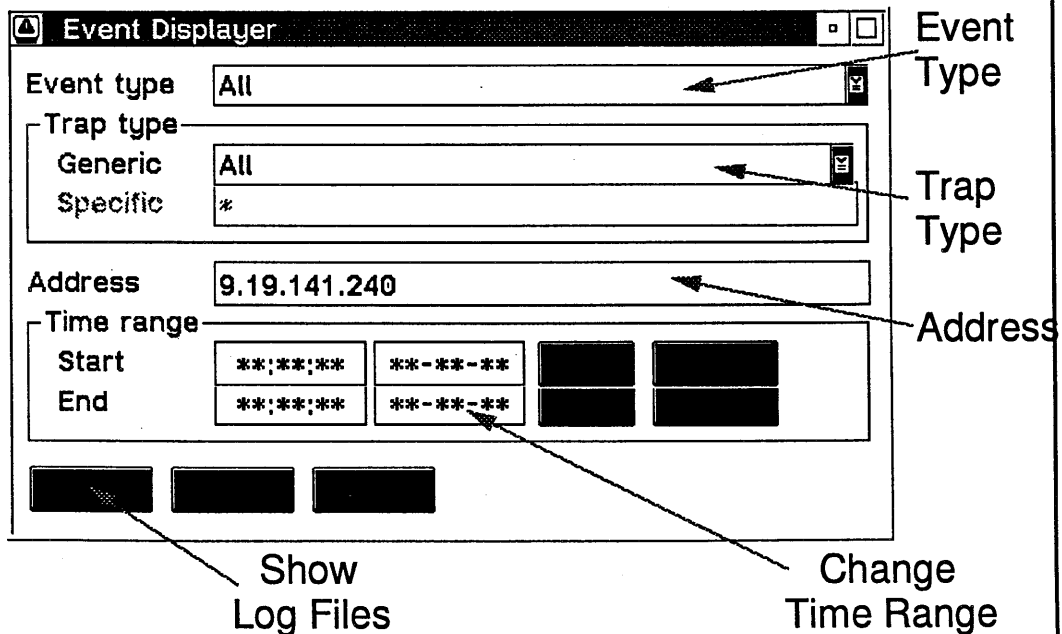 Event Displayer
Event type All
Trap type
Generic All
Specific *
Address 9.19.141.240
Time range
Start **:**:** **-**-**
End **:**:** **-**-**
Event
Type
Trap
Type
Address
Show
Log Files
Change
Time Range